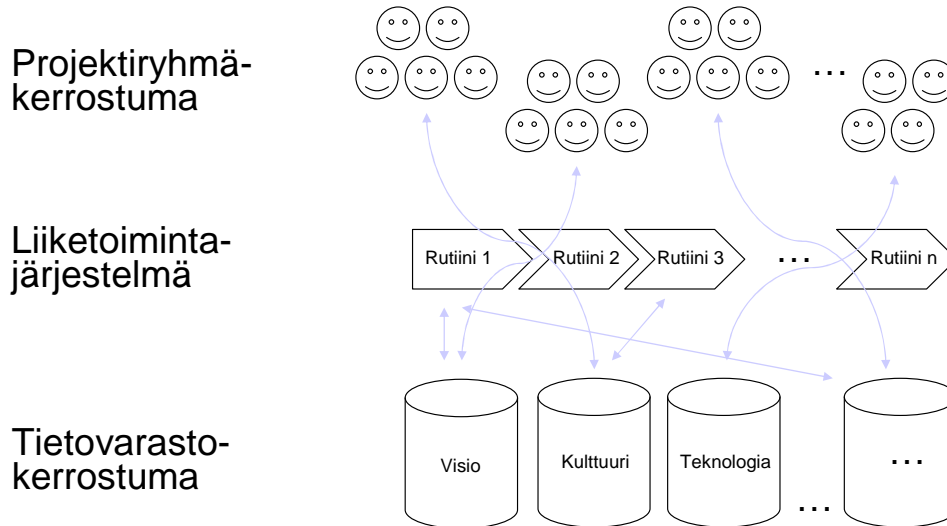 Projektiryhmä-
kerrostuma
...
Liiketoiminta-
järjestelmä
Rutiini 1
Rutiini 2
Rutiini 3
...
Rutiini n
Tietovarasto-
kerrostuma
Visio
Kulttuuri
Teknologia
...
...